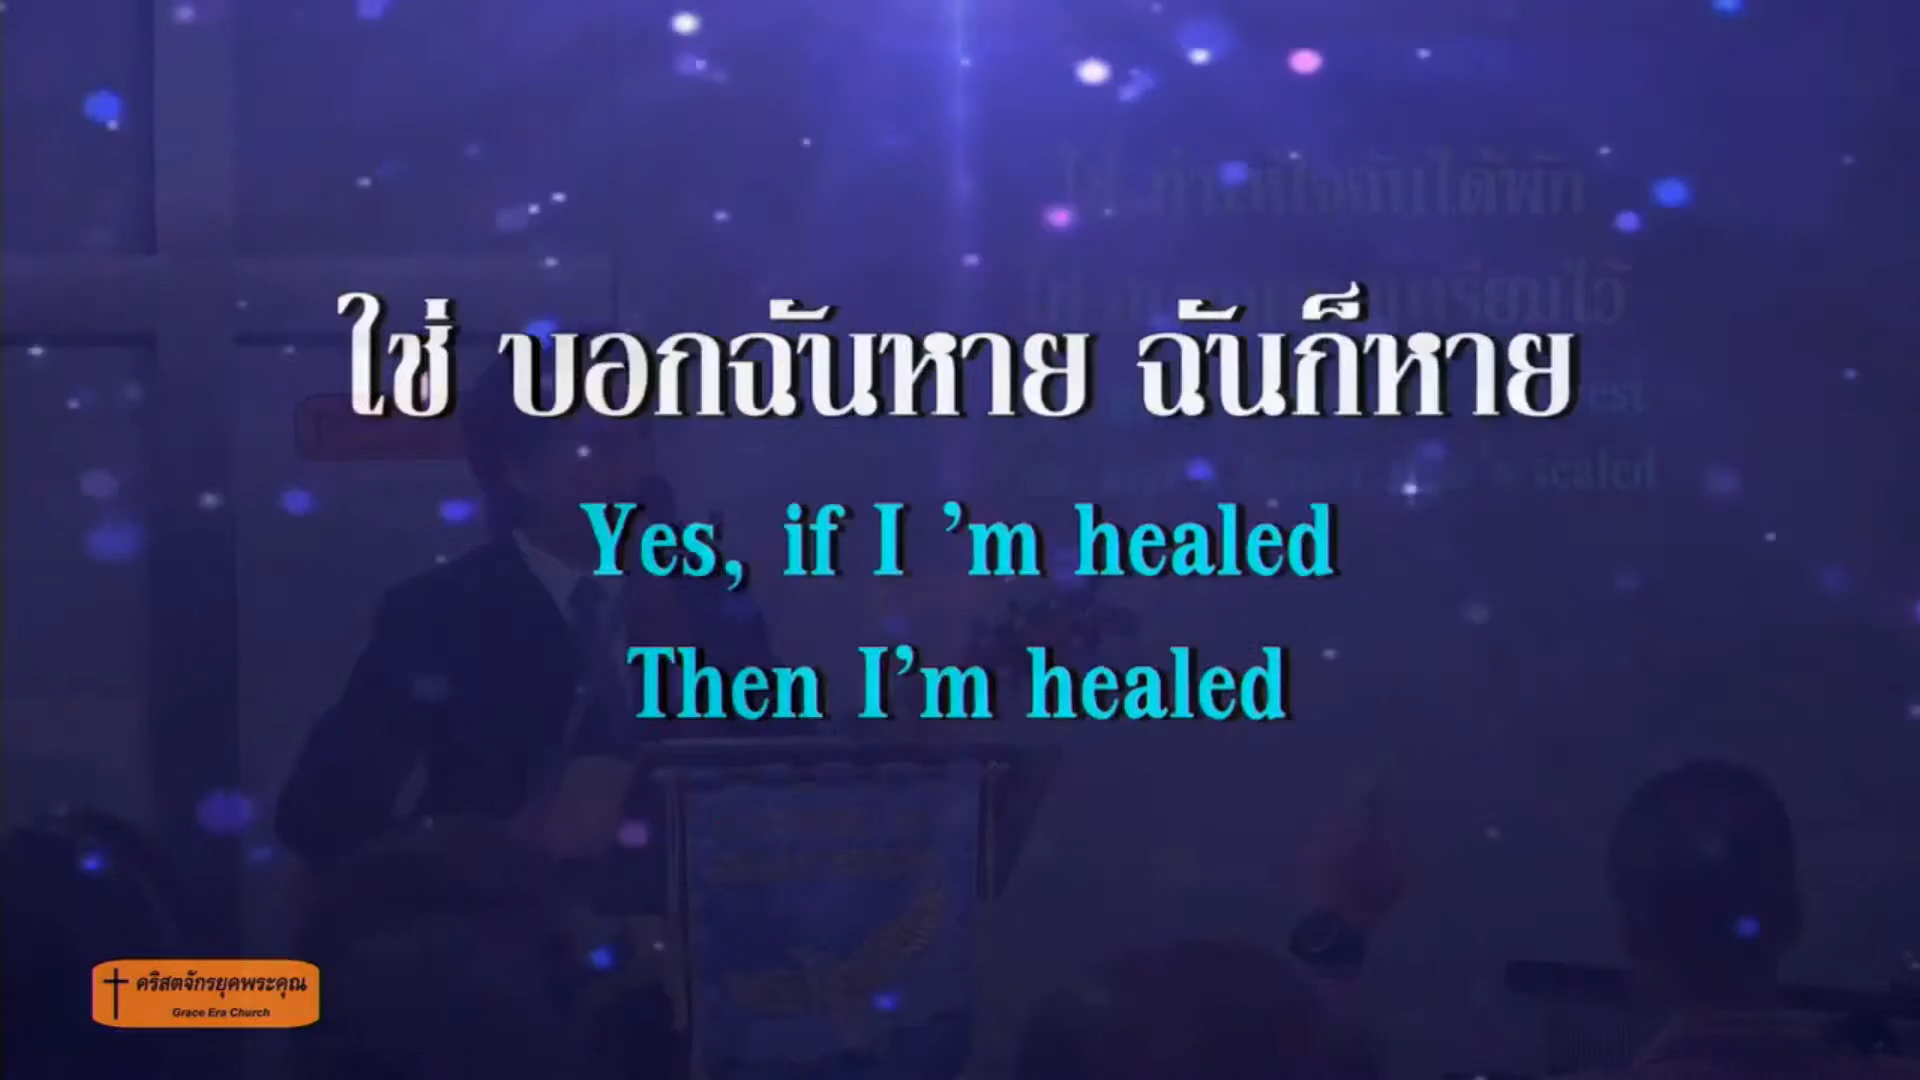 ใช่ บอกฉันหาย ฉันก็หาย
Yes, if I 'm healed
Then I'm healed
คริสตจักรยุคพระคุณ
Grace Era Church